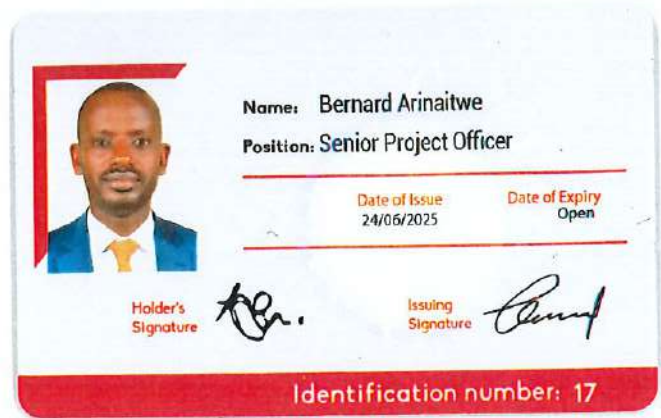 Name: Bernard Arinaitwe
Position: Senior Project Officer
Date of Issue Date of Expiry
24/06/2025 Open
Holder's Issuing
Signature Signature
Identification number: 17